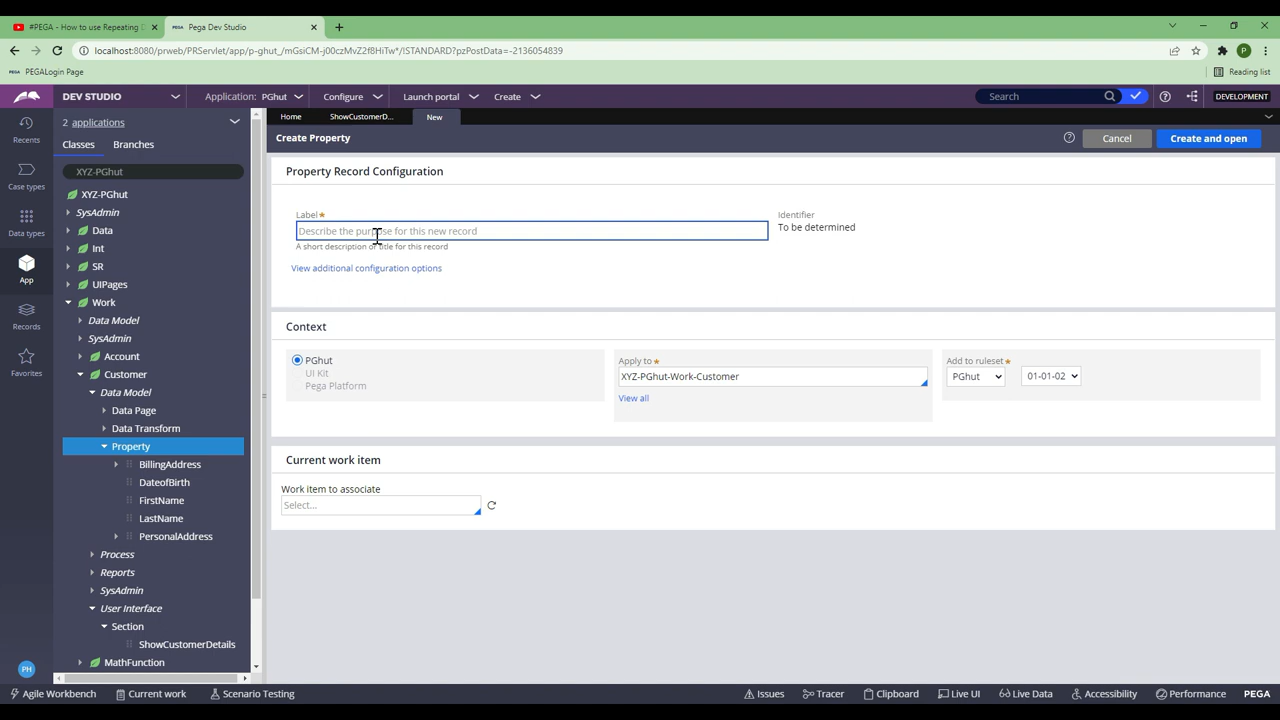 #PEGA - How to use Repeating D
Pega Dev Studio
localhost:8080/prweb/PRServlet/app/p-ghut_/mGsiCM-j00czMvZ2f8HiTw*/!STANDARD?pzPostData=-2136054839
P
PEGALogin Page
Reading list
DEV STUDIO
Application: PGhut
Configure
Launch portal
Create
Search
DEVELOPMENT
2 applications
Home
ShowCustomerD...
New
Classes
Branches
Create Property
Cancel
Create and open
Recents
Case types
Data types
App
Records
Favorites
PH
XYZ-PGhut
XYZ-PGhut
SysAdmin
Data
Int
SR
UIPages
Work
Data Model
SysAdmin
Account
Customer
Data Model
Data Page
Data Transform
Property
BillingAddress
DateofBirth
FirstName
LastName
PersonalAddress
Process
Reports
SysAdmin
User Interface
Section
ShowCustomerDetails
MathFunction
Property Record Configuration
Label★
Identifier
Describe the purpose for this new record
To be determined
A short description or title for this record
View additional configuration options
Context
PGhut
UI Kit
Pega Platform
Apply to★
XYZ-PGhut-Work-Customer
View all
Add to ruleset★
PGhut
01-01-02
Current work item
Work item to associate
Select...
Agile Workbench
Current work
Scenario Testing
Issues
Tracer
Clipboard
Live UI
Live Data
Accessibility
Performance
PEGA